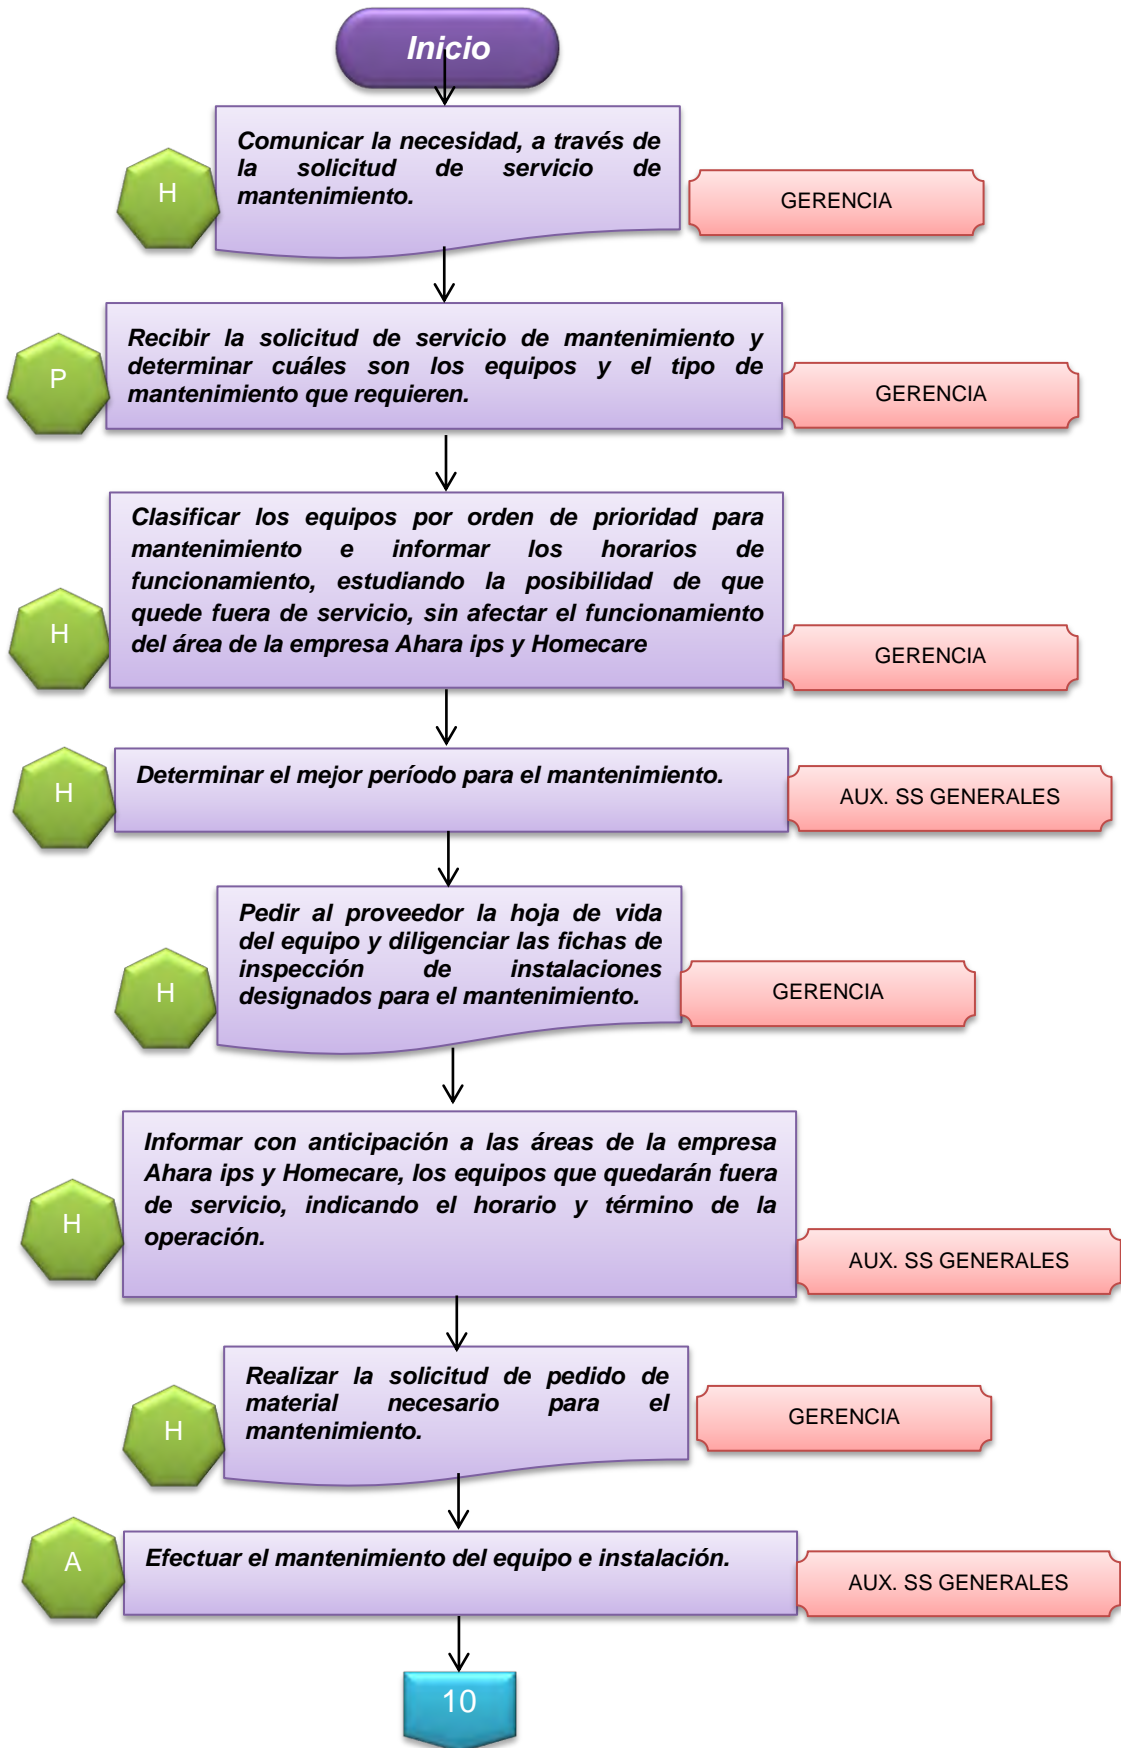 Inicio
Comunicar la necesidad, a través de
la solicitud de servicio de
mantenimiento.
H
GERENCIA
Recibir la solicitud de servicio de mantenimiento y
determinar cuáles son los equipos y el tipo de
mantenimiento que requieren.
P
GERENCIA
Clasificar los equipos por orden de prioridad para
mantenimiento e informar los horarios de
funcionamiento, estudiando la posibilidad de que
quede fuera de servicio, sin afectar el funcionamiento
del área de la empresa Ahara ips y Homecare
H
GERENCIA
Determinar el mejor período para el mantenimiento.
H
AUX. SS GENERALES
Pedir al proveedor la hoja de vida
del equipo y diligenciar las fichas de
inspección de instalaciones
designados para el mantenimiento.
H
GERENCIA
Informar con anticipación a las áreas de la empresa
Ahara ips y Homecare, los equipos que quedarán fuera
de servicio, indicando el horario y término de la
operación.
H
AUX. SS GENERALES
Realizar la solicitud de pedido de
material necesario para el
mantenimiento.
H
GERENCIA
Efectuar el mantenimiento del equipo e instalación.
A
AUX. SS GENERALES
10